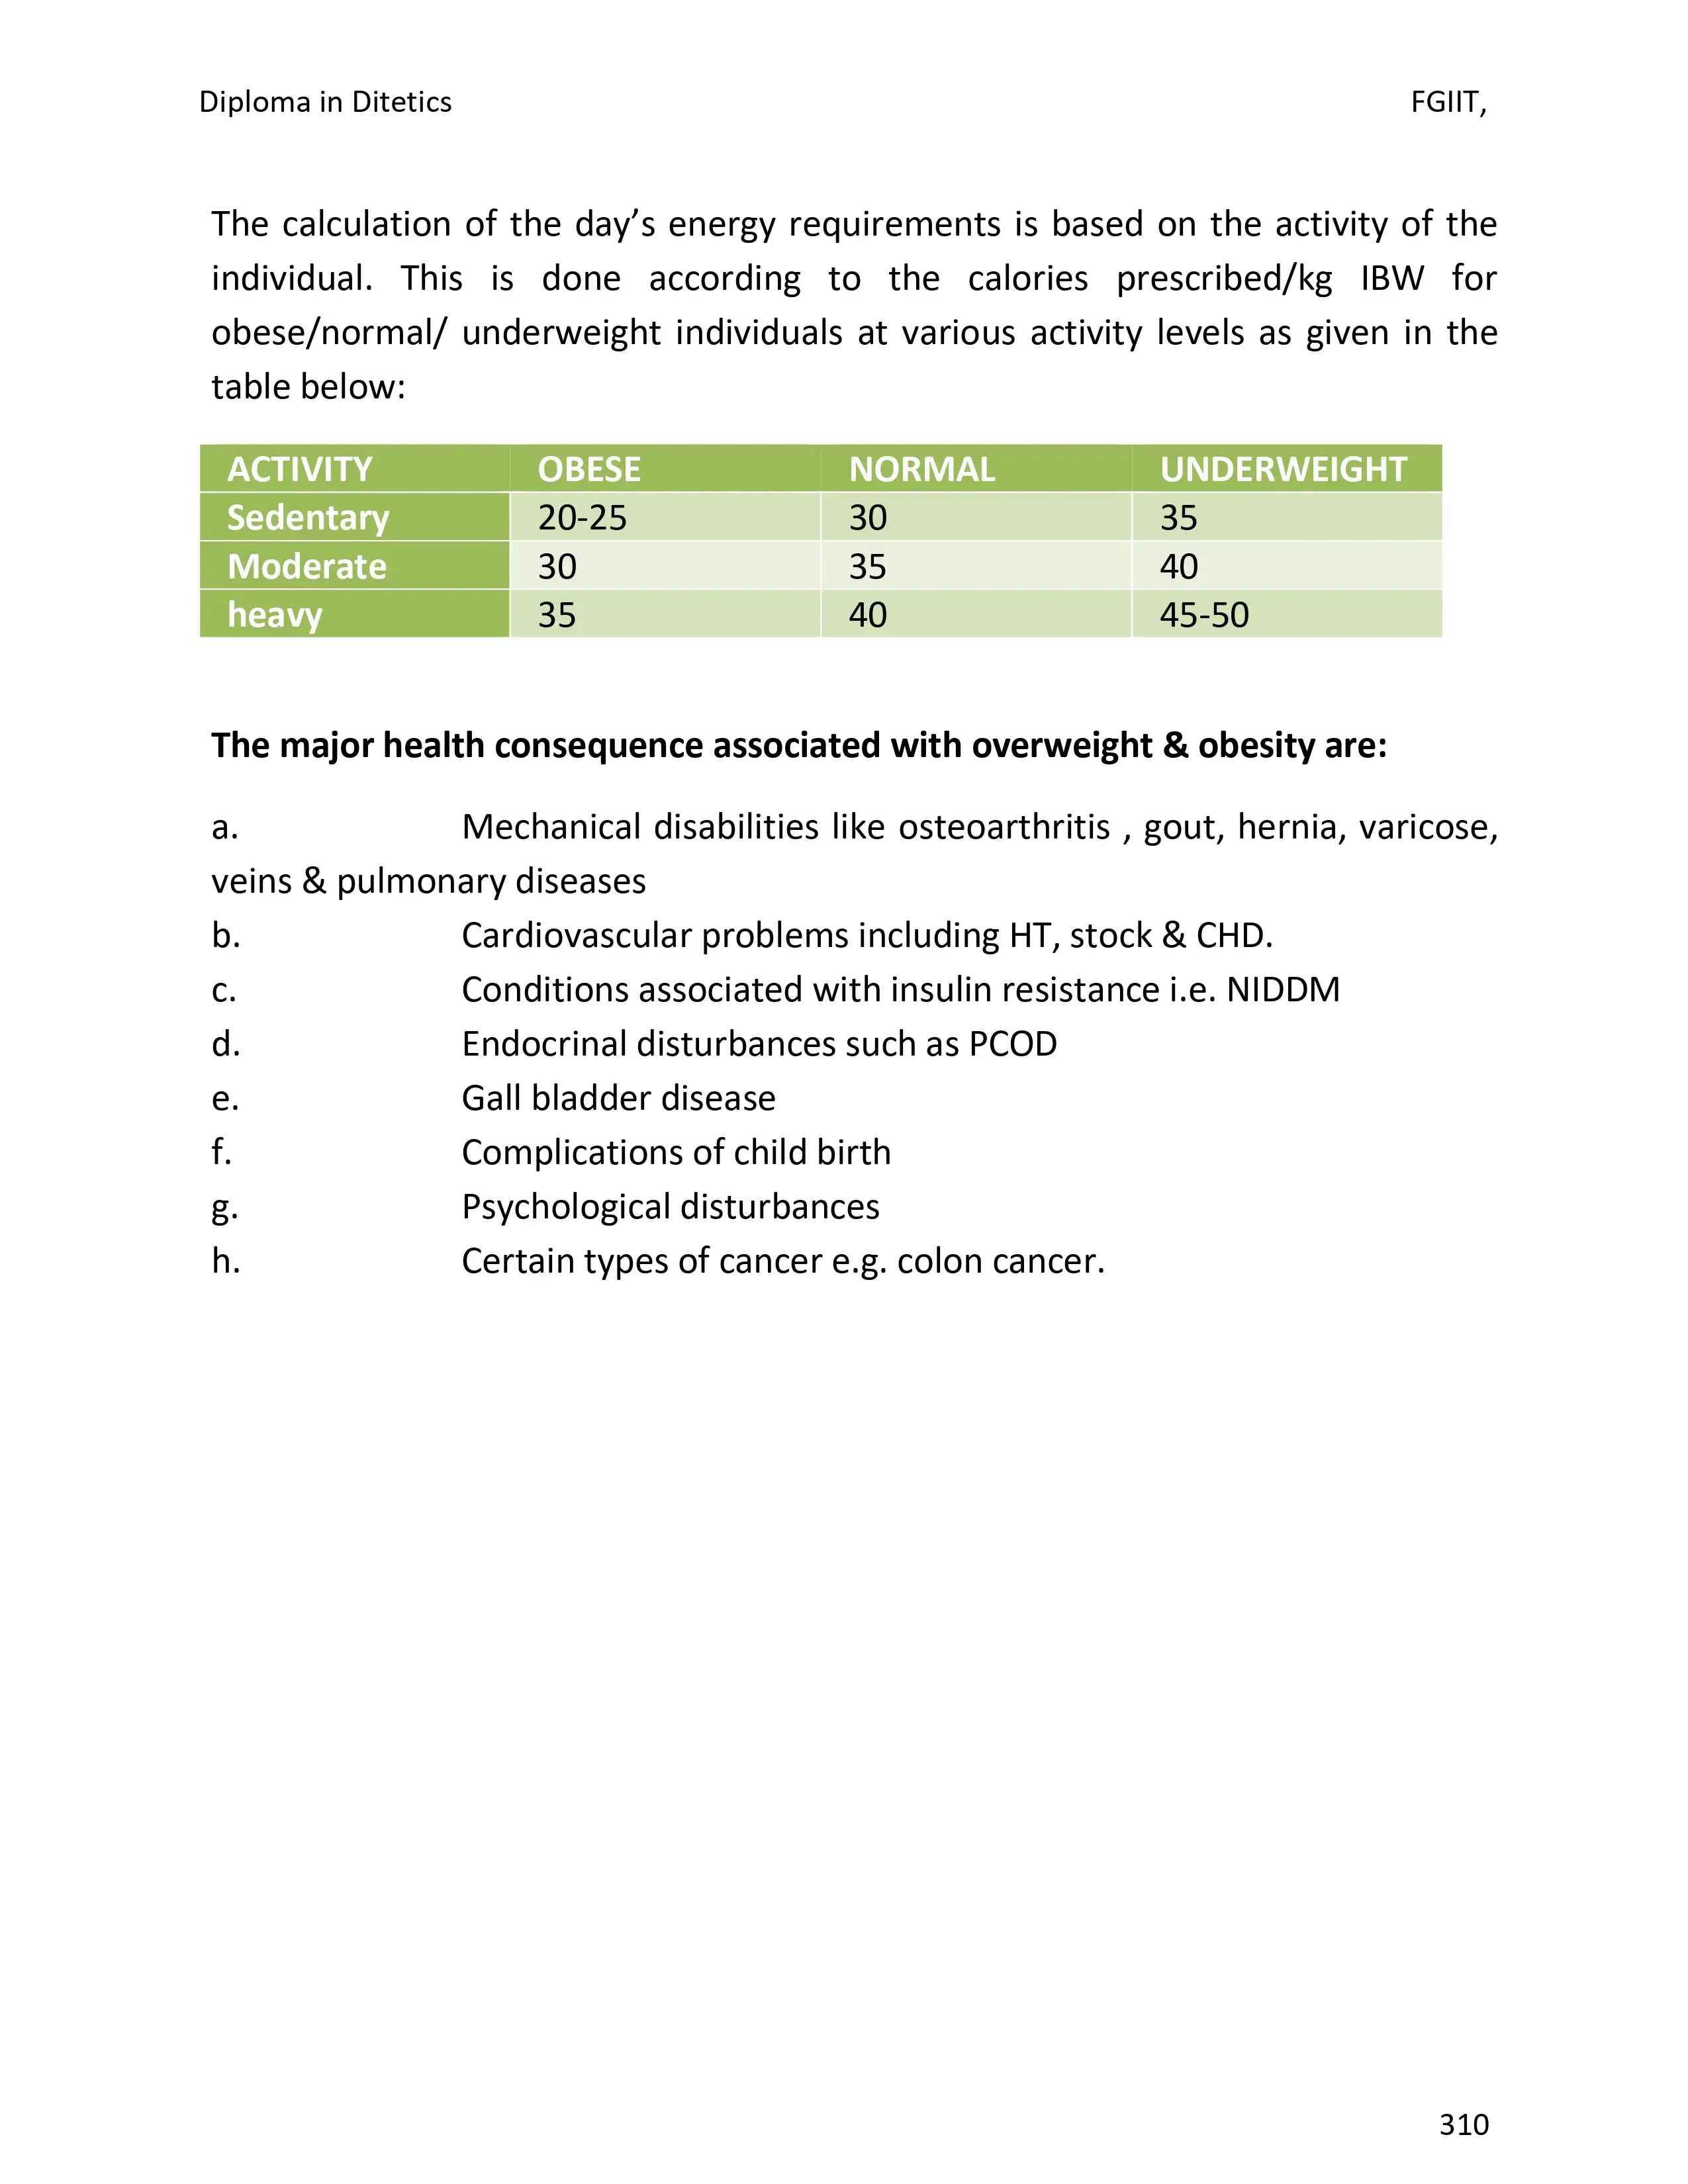 Diploma in Ditetics FGIIT,
The calculation of the day’s energy requirements is based on the activity of the
individual. This is done according to the calories prescribed/kg IBW for
obese/normal/ underweight individuals at various activity levels as given in the
table below:
ACTIVITY OBESE NORMAL UNDERWEIGHT
Sedentary 20-25 30 35
Moderate 30 35 40
heavy 35 40 45-50
The major health consequence associated with overweight & obesity are:
a. Mechanical disabilities like osteoarthritis , gout, hernia, varicose,
veins & pulmonary diseases
b. Cardiovascular problems including HT, stock & CHD.
c. Conditions associated with insulin resistance i.e. NIDDM
d. Endocrinal disturbances such as PCOD
e. Gall bladder disease
f. Complications of child birth
g. Psychological disturbances
h. Certain types of cancer e.g. colon cancer.
310